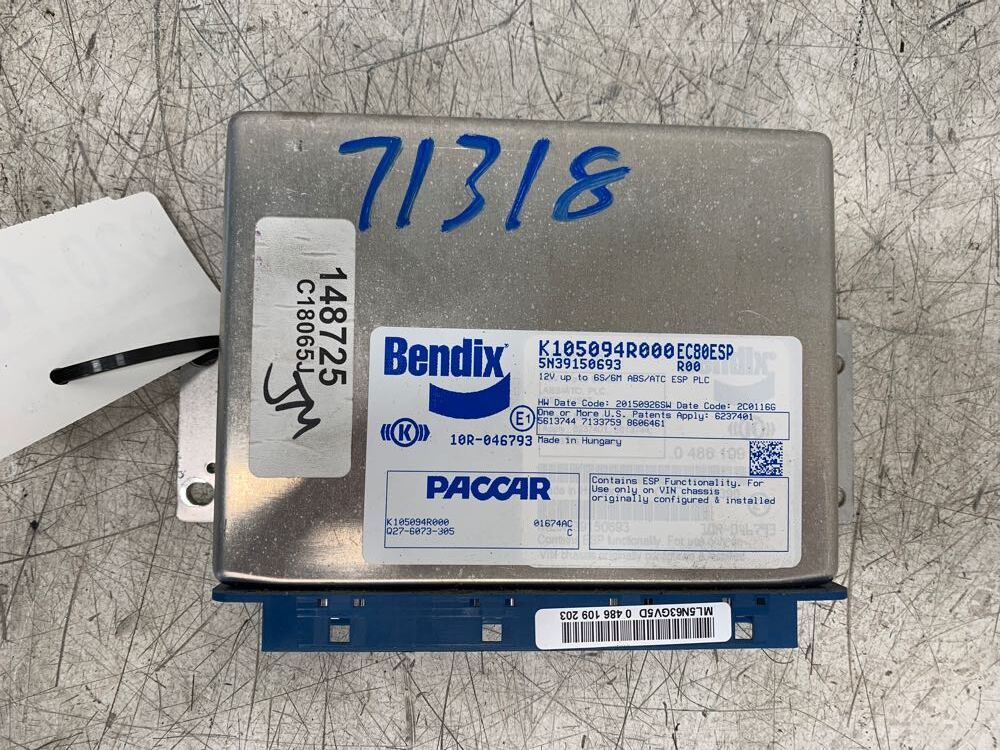 71318
148725
C18065J
JM
Bendix
K105094R000 EC80ESP
5N39150693 R00
12V up to 6S/6M ABS/ATC ESP PLC
HW Date Code: 20150926SW Date Code: 2C0116G
One or More U.S. Patents Apply: 6237401
5613744 7133759 8606461
E1
K
10R-046793
Made in Hungary
0 486 109
PACCAR
K105094R000 01674AC
Q27-6073-305 C
Contains ESP Functionality. For
Use only on VIN chassis
originally configured & installed
ML5N63GV5D 0 486 109 203